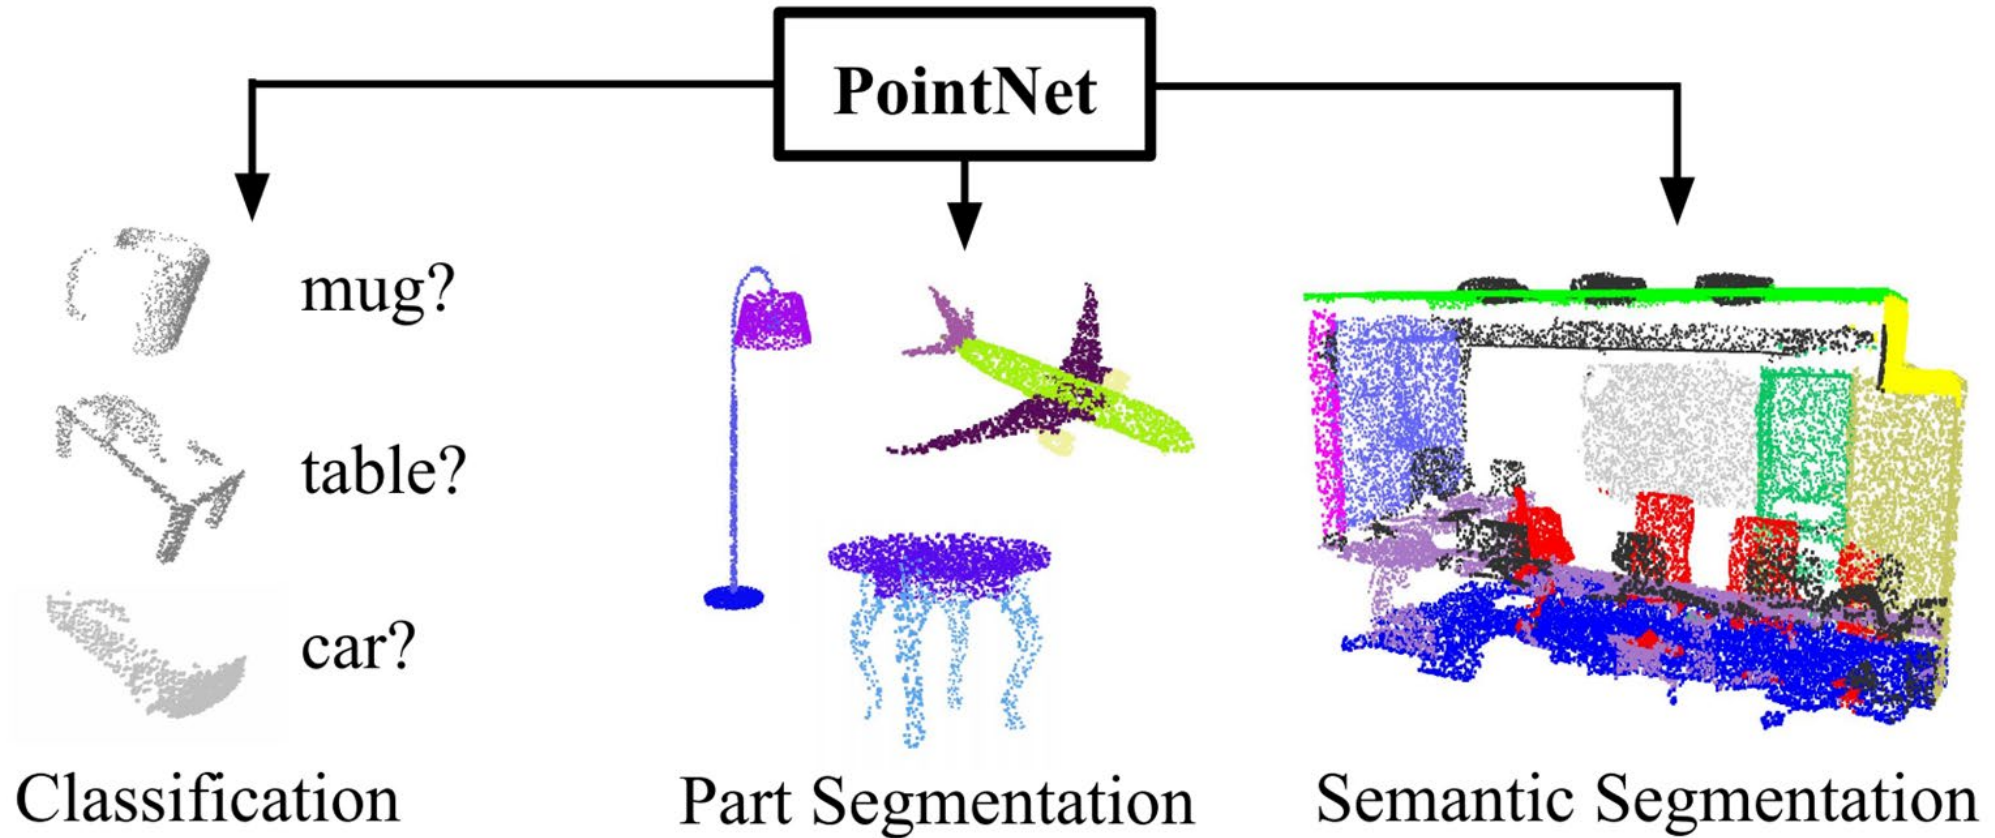 PointNet
mug?
table?
car?
Classification
Part Segmentation
Semantic Segmentation